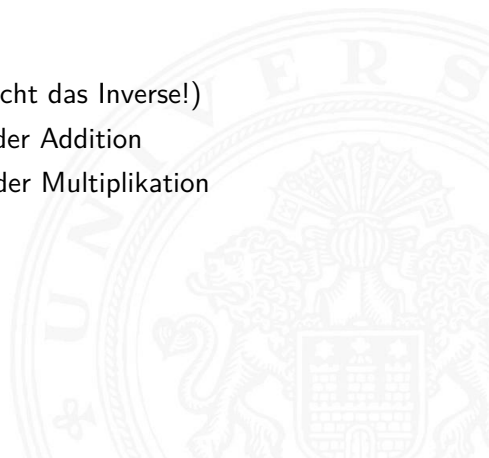 cht das Inverse!)
der Addition
der Multiplikation
U N I V E R S